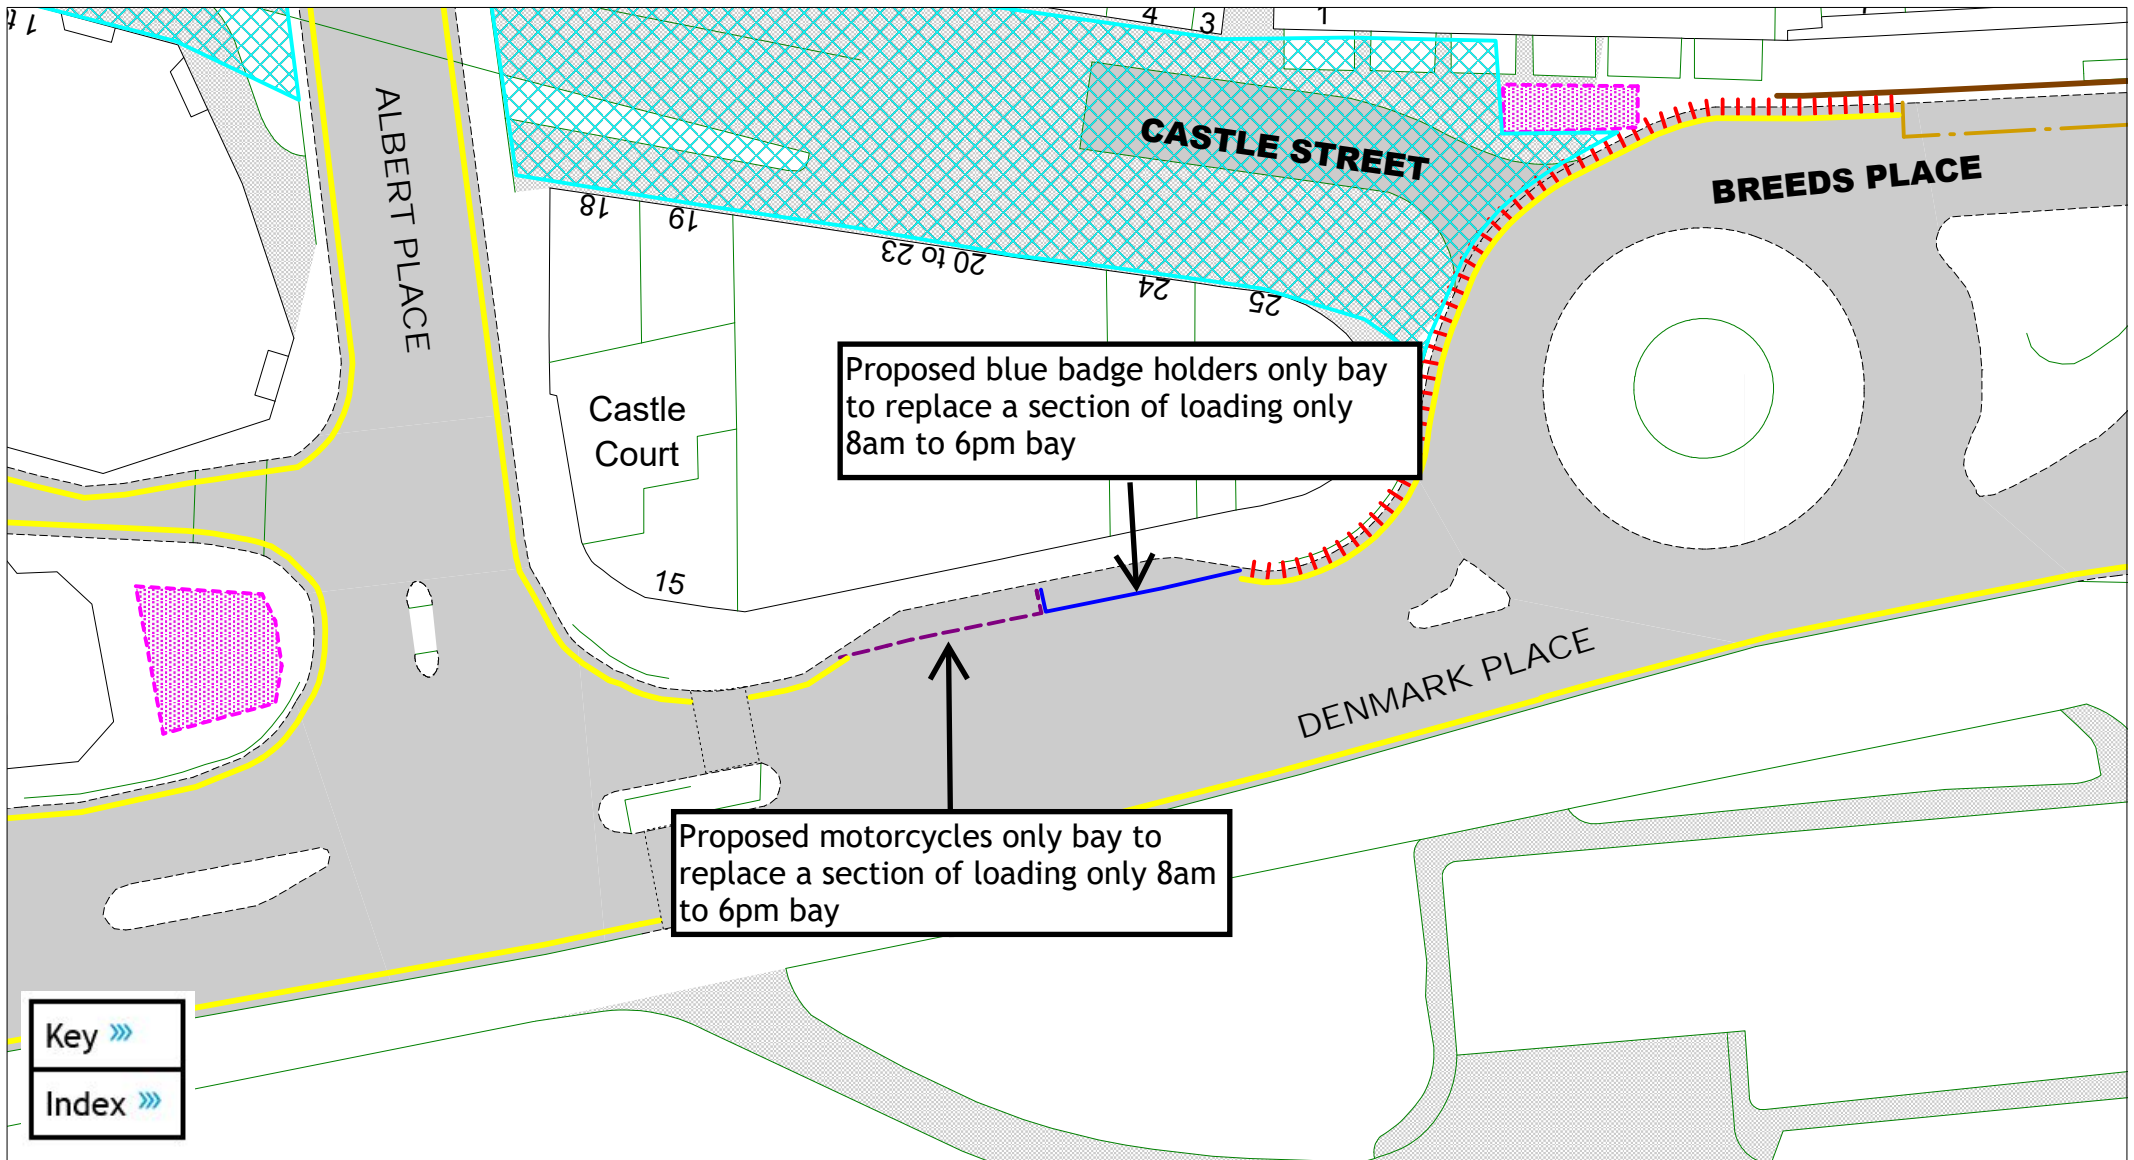 4
3
1
1 t
ALBERT PLACE
CASTLE STREET
BREEDS PLACE
18
19
20 to 23
24
25
Castle
Court
Proposed blue badge holders only bay
to replace a section of loading only
8am to 6pm bay
15
DENMARK PLACE
Proposed motorcycles only bay to
replace a section of loading only 8am
to 6pm bay
Key »»
Index »»